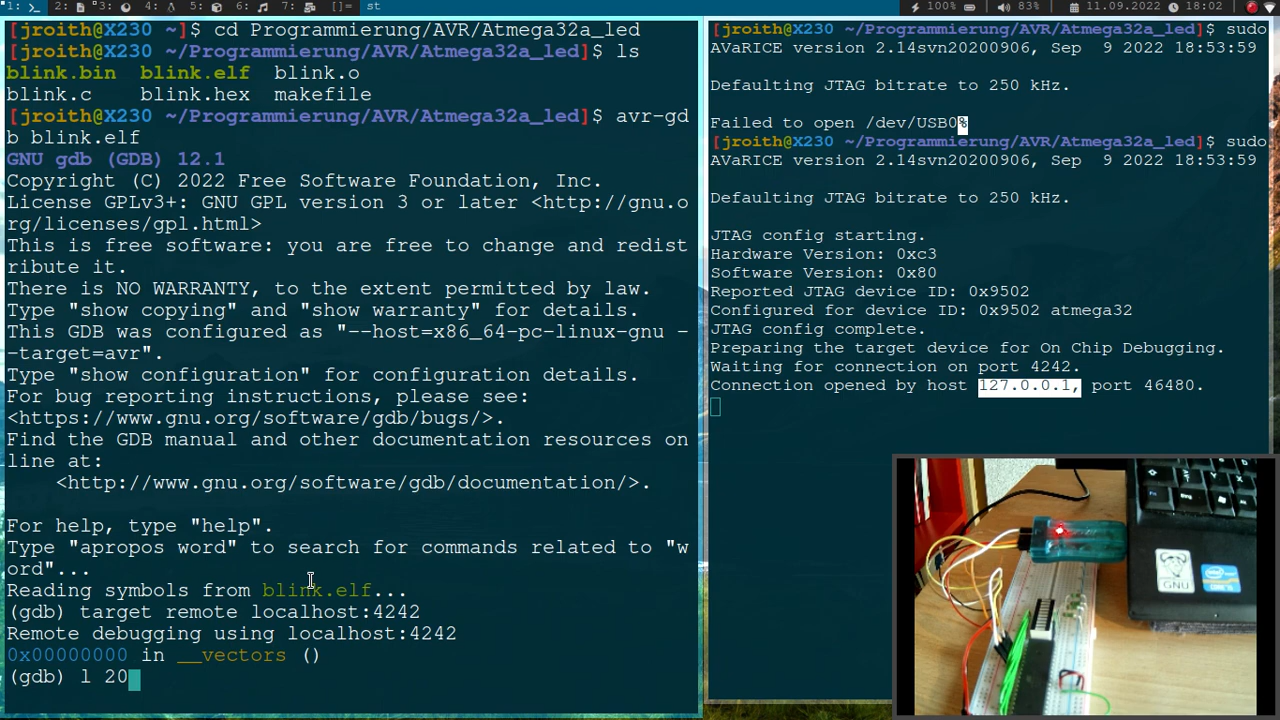 1: 2: 3: 4: 5: 6: 7: []= st 100% 83% 11.09.2022 18:02
[jroith@X230 ~]$ cd Programmierung/AVR/Atmega32a_led
[jroith@X230 ~/Programmierung/AVR/Atmega32a_led]$ ls
blink.bin blink.elf blink.o
blink.c blink.hex makefile
[jroith@X230 ~/Programmierung/AVR/Atmega32a_led]$ avr-gd
b blink.elf
GNU gdb (GDB) 12.1
Copyright (C) 2022 Free Software Foundation, Inc.
License GPLv3+: GNU GPL version 3 or later <http://gnu.o
rg/licenses/gpl.html>
This is free software: you are free to change and redist
ribute it.
There is NO WARRANTY, to the extent permitted by law.
Type "show copying" and "show warranty" for details.
This GDB was configured as "--host=x86_64-pc-linux-gnu -
-target=avr".
Type "show configuration" for configuration details.
For bug reporting instructions, please see:
<https://www.gnu.org/software/gdb/bugs/>.
Find the GDB manual and other documentation resources on
line at:
<http://www.gnu.org/software/gdb/documentation/>.
For help, type "help".
Type "apropos word" to search for commands related to "w
ord"...
Reading symbols from blink.elf...
(gdb) target remote localhost:4242
Remote debugging using localhost:4242
0x00000000 in __vectors ()
(gdb) l 20
[jroith@X230 ~/Programmierung/AVR/Atmega32a_led]$ sudo
AVaRICE version 2.14svn20200906, Sep 9 2022 18:53:59
Defaulting JTAG bitrate to 250 kHz.
Failed to open /dev/USB0%
[jroith@X230 ~/Programmierung/AVR/Atmega32a_led]$ sudo
AVaRICE version 2.14svn20200906, Sep 9 2022 18:53:59
Defaulting JTAG bitrate to 250 kHz.
JTAG config starting.
Hardware Version: 0xc3
Software Version: 0x80
Reported JTAG device ID: 0x9502
Configured for device ID: 0x9502 atmega32
JTAG config complete.
Preparing the target device for On Chip Debugging.
Waiting for connection on port 4242.
Connection opened by host 127.0.0.1, port 46480.
GNU
intel